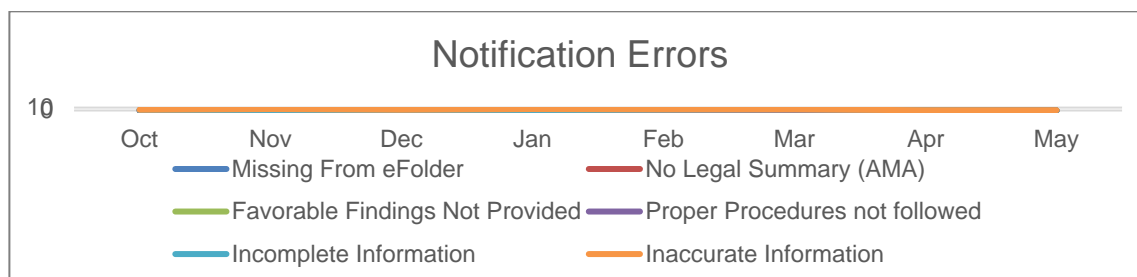 Notification Errors
10
0
Oct Nov Dec Jan Feb Mar Apr May
Missing From eFolder No Legal Summary (AMA)
Favorable Findings Not Provided Proper Procedures not followed
Incomplete Information Inaccurate Information